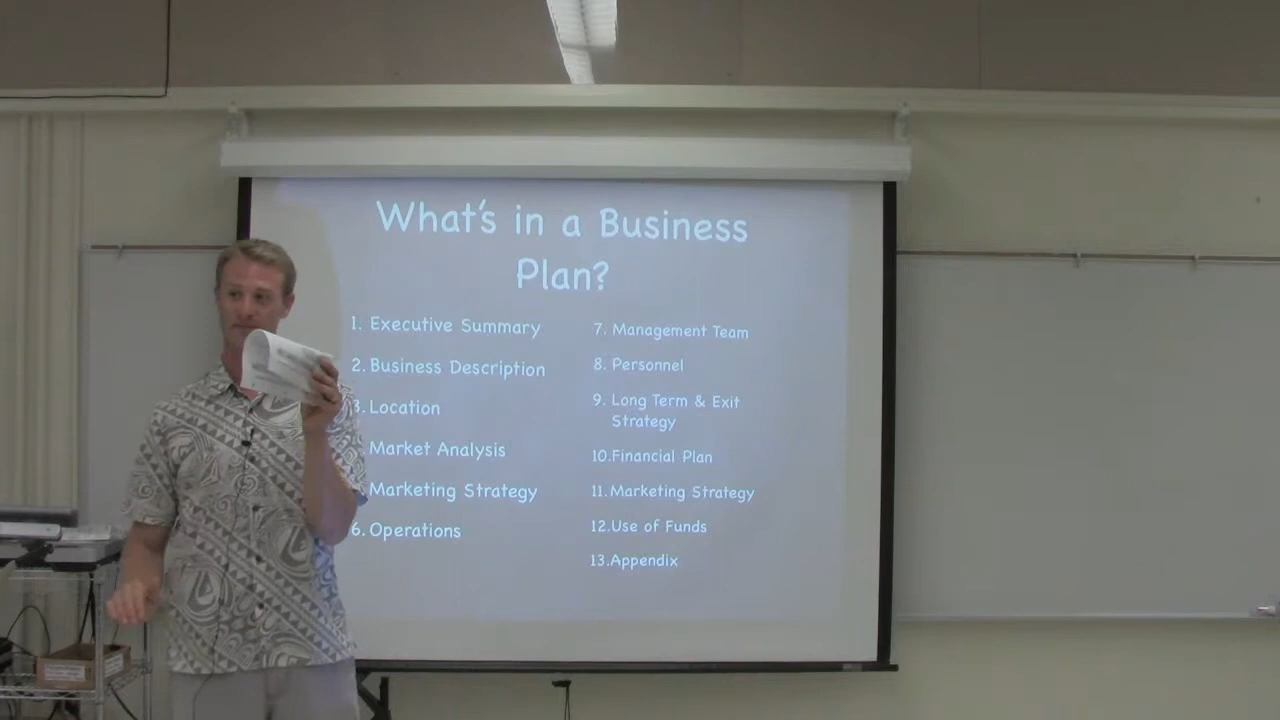 What's in a Business
Plan?
1. Executive Summary
2. Business Description
3. Location
Market Analysis
Marketing Strategy
6. Operations
7. Management Team
8. Personnel
9. Long Term & Exit
Strategy
10.Financial Plan
11.Marketing Strategy
12.Use of Funds
13.Appendix